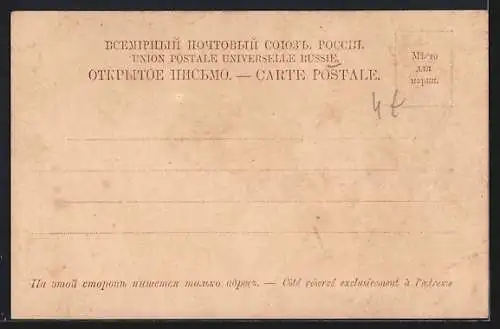 ВСЕМІРНЫЙ ПОЧТОВЫЙ СОЮЗЪ. РОССІЯ.
UNION POSTALE UNIVERSELLE RUSSIE.
ОТКРЫТОЕ ПИСЬМО. — CARTE POSTALE.
Мѣсто
для
марки.
На этой сторонѣ пишется только адресъ. — Côté réservé exclusivement à l'adresse